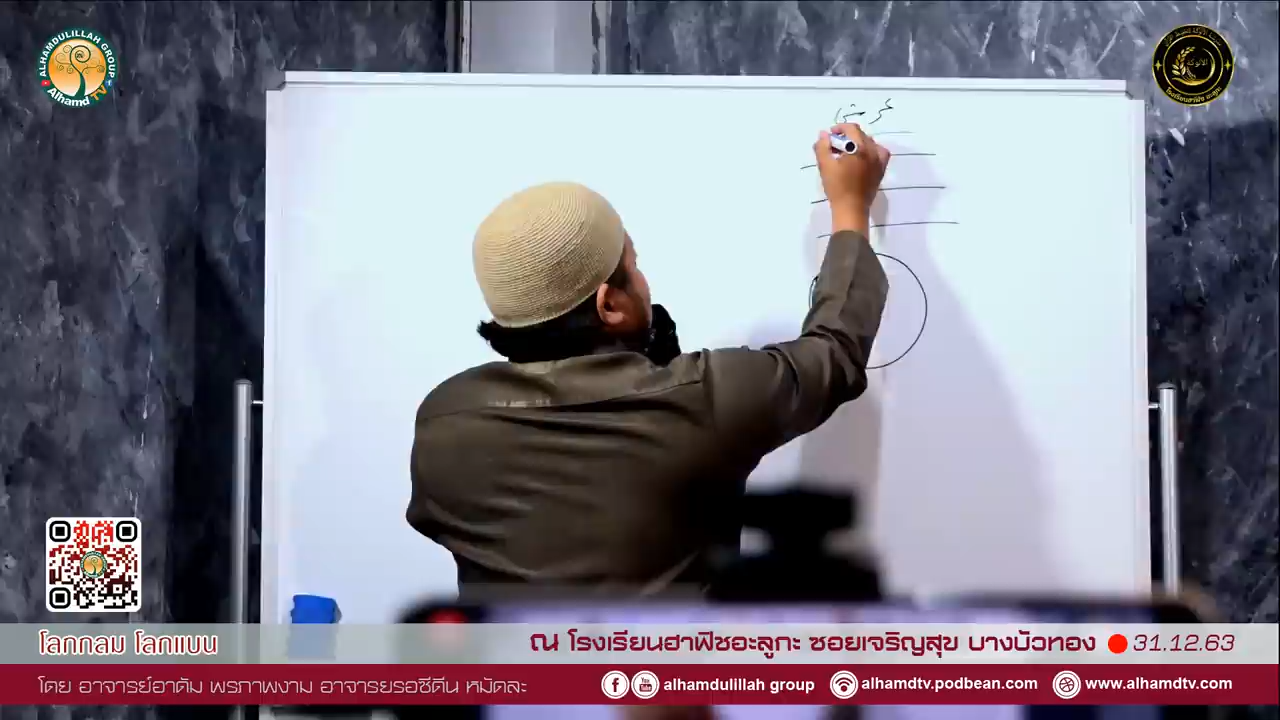 ALHAMDULILLAH GROUP
Alhamd TV
الألوكة
عرش
โลกกลม โลกแบน
ณ โรงเรียนฮาฟิซอะลูกะ ซอยเจริญสุข บางบัวทอง 31.12.63
โดย อาจารย์อาดัม พรภาพงาม อาจารยรอซีดีน หมัดละ
alhamdulillah group alhamdtv.podbean.com www.alhamdtv.com